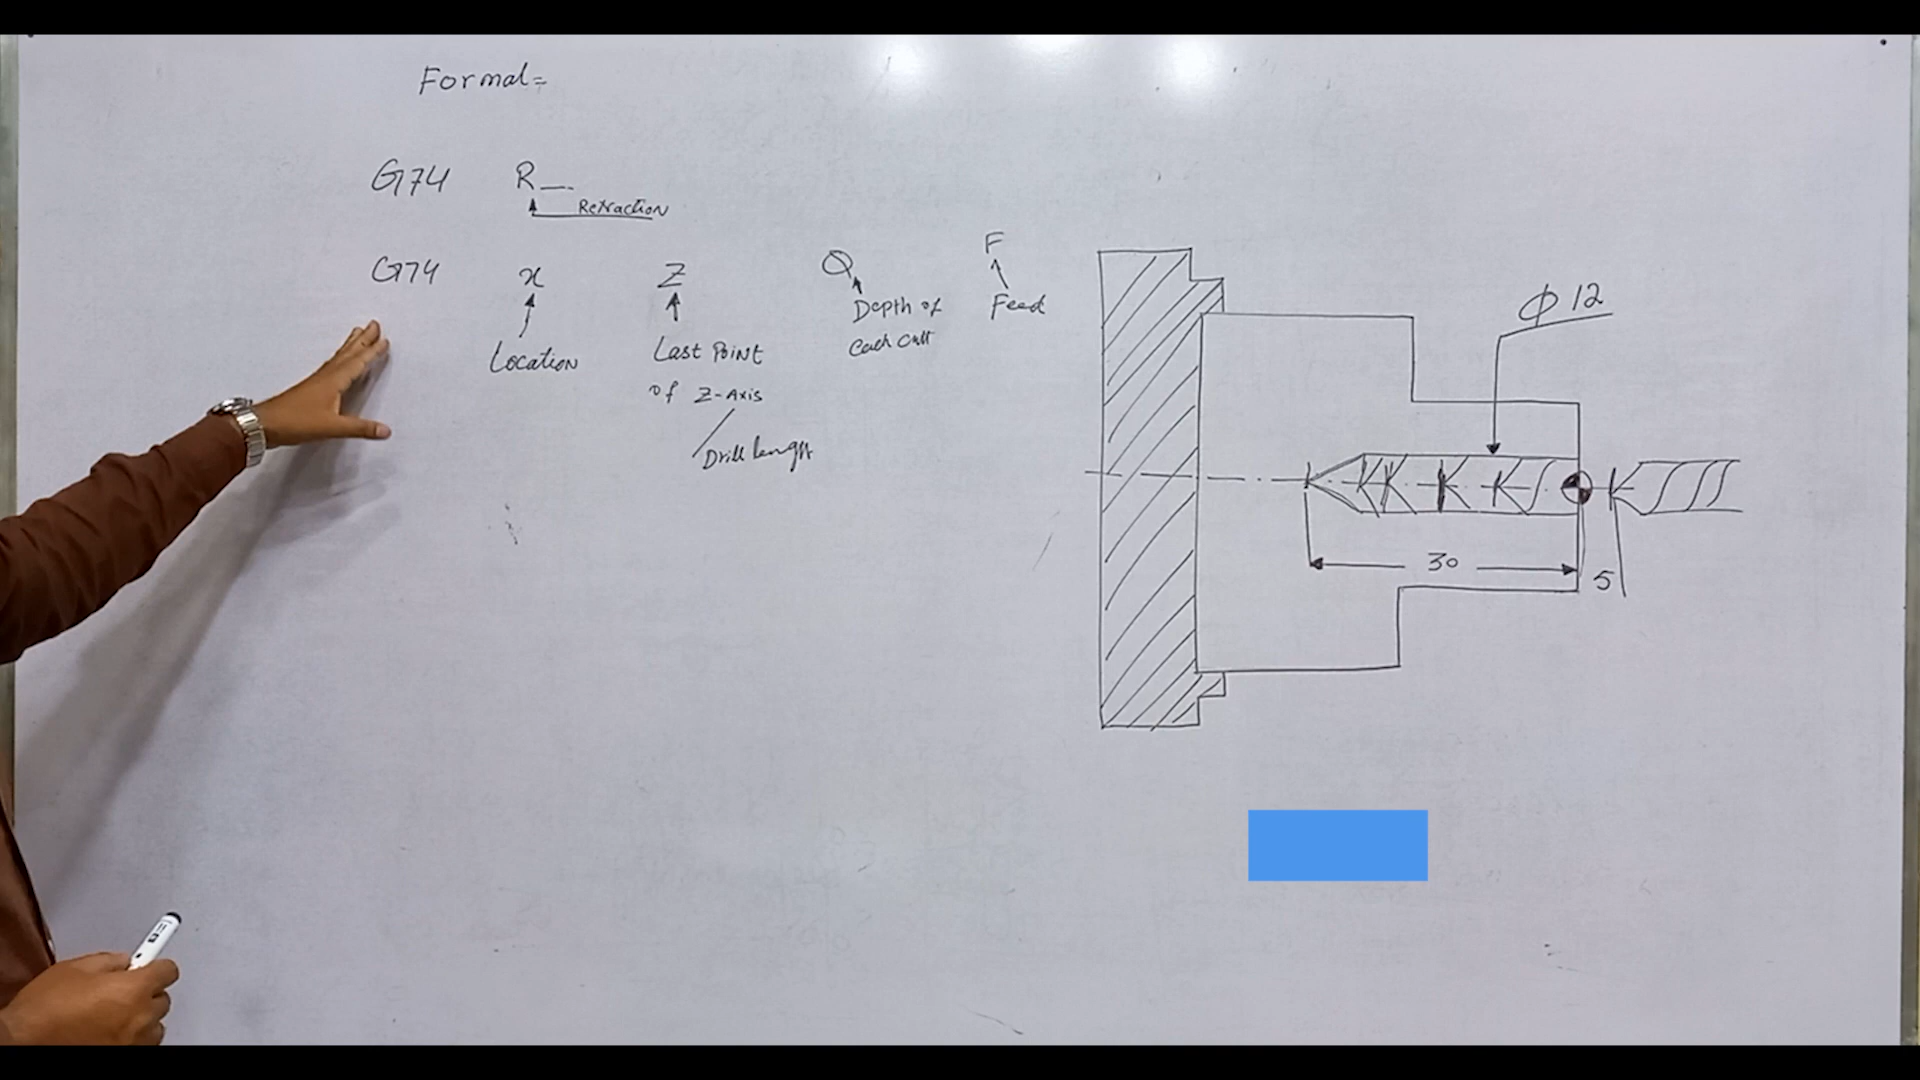 Formal=
G74 R__
Retraction
G74 x Z Q F
Location
Last Point
of Z-Axis
Drill length
Depth of
each cutt
Feed
Φ 12
30
5